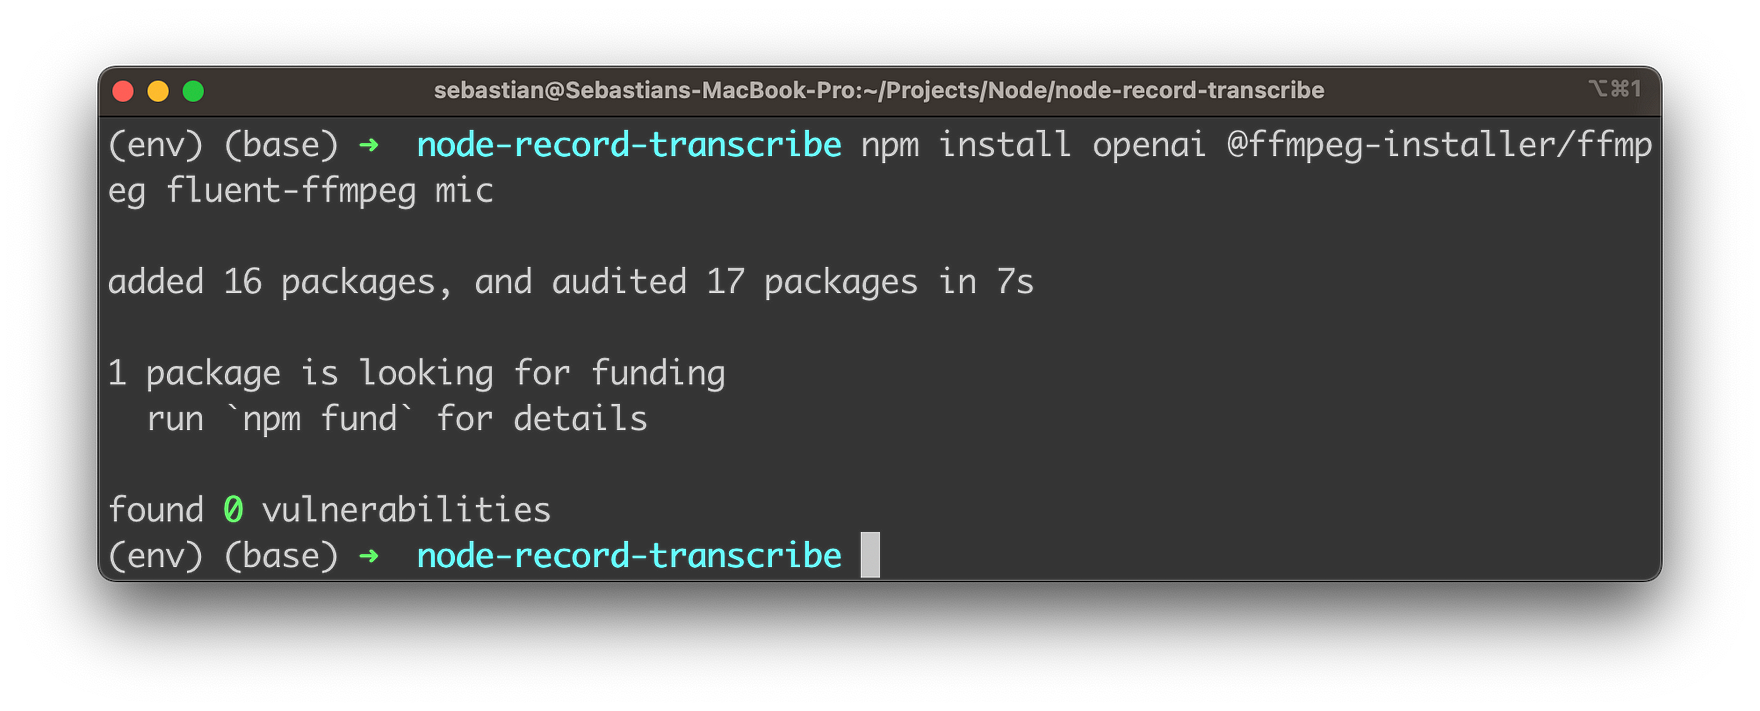 sebastian@Sebastians-MacBook-Pro:~/Projects/Node/node-record-transcribe
⌥⌘1
(env) (base) ➜  node-record-transcribe npm install openai @ffmpeg-installer/ffmp
eg fluent-ffmpeg mic
added 16 packages, and audited 17 packages in 7s
1 package is looking for funding
  run `npm fund` for details
found 0 vulnerabilities
(env) (base) ➜  node-record-transcribe